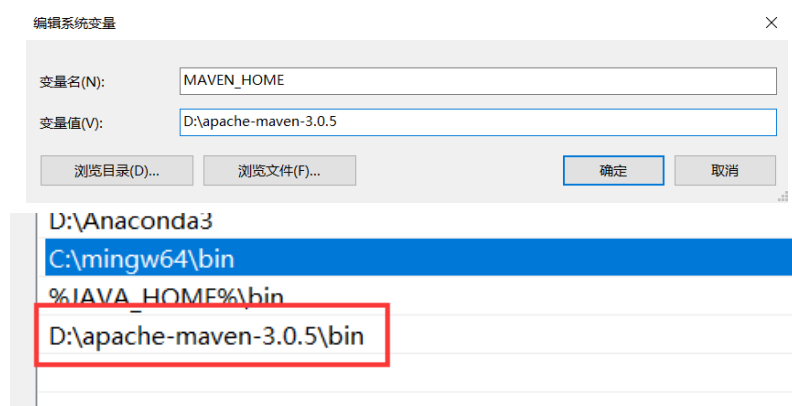 编辑系统变量
变量名(N): MAVEN_HOME
变量值(V): D:\apache-maven-3.0.5
浏览目录(D)... 浏览文件(F)... 确定 取消
D:\Anaconda3
C:\mingw64\bin
%JAVA_HOME%\bin
D:\apache-maven-3.0.5\bin